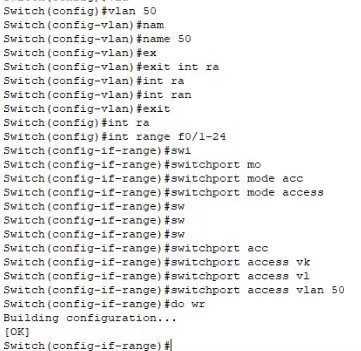 Switch(config)#vlan 50
Switch(config-vlan)#nam
Switch(config-vlan)#name 50
Switch(config-vlan)#ex
Switch(config-vlan)#exit int ra
Switch(config-vlan)#int ra
Switch(config-vlan)#int ran
Switch(config-vlan)#exit
Switch(config)#int ra
Switch(config)#int range f0/1-24
Switch(config-if-range)#swi
Switch(config-if-range)#switchport mo
Switch(config-if-range)#switchport mode acc
Switch(config-if-range)#switchport mode access
Switch(config-if-range)#sw
Switch(config-if-range)#sw
Switch(config-if-range)#sw
Switch(config-if-range)#switchport acc
Switch(config-if-range)#switchport access vk
Switch(config-if-range)#switchport access vl
Switch(config-if-range)#switchport access vlan 50
Switch(config-if-range)#do wr
Building configuration...
[OK]
Switch(config-if-range)#